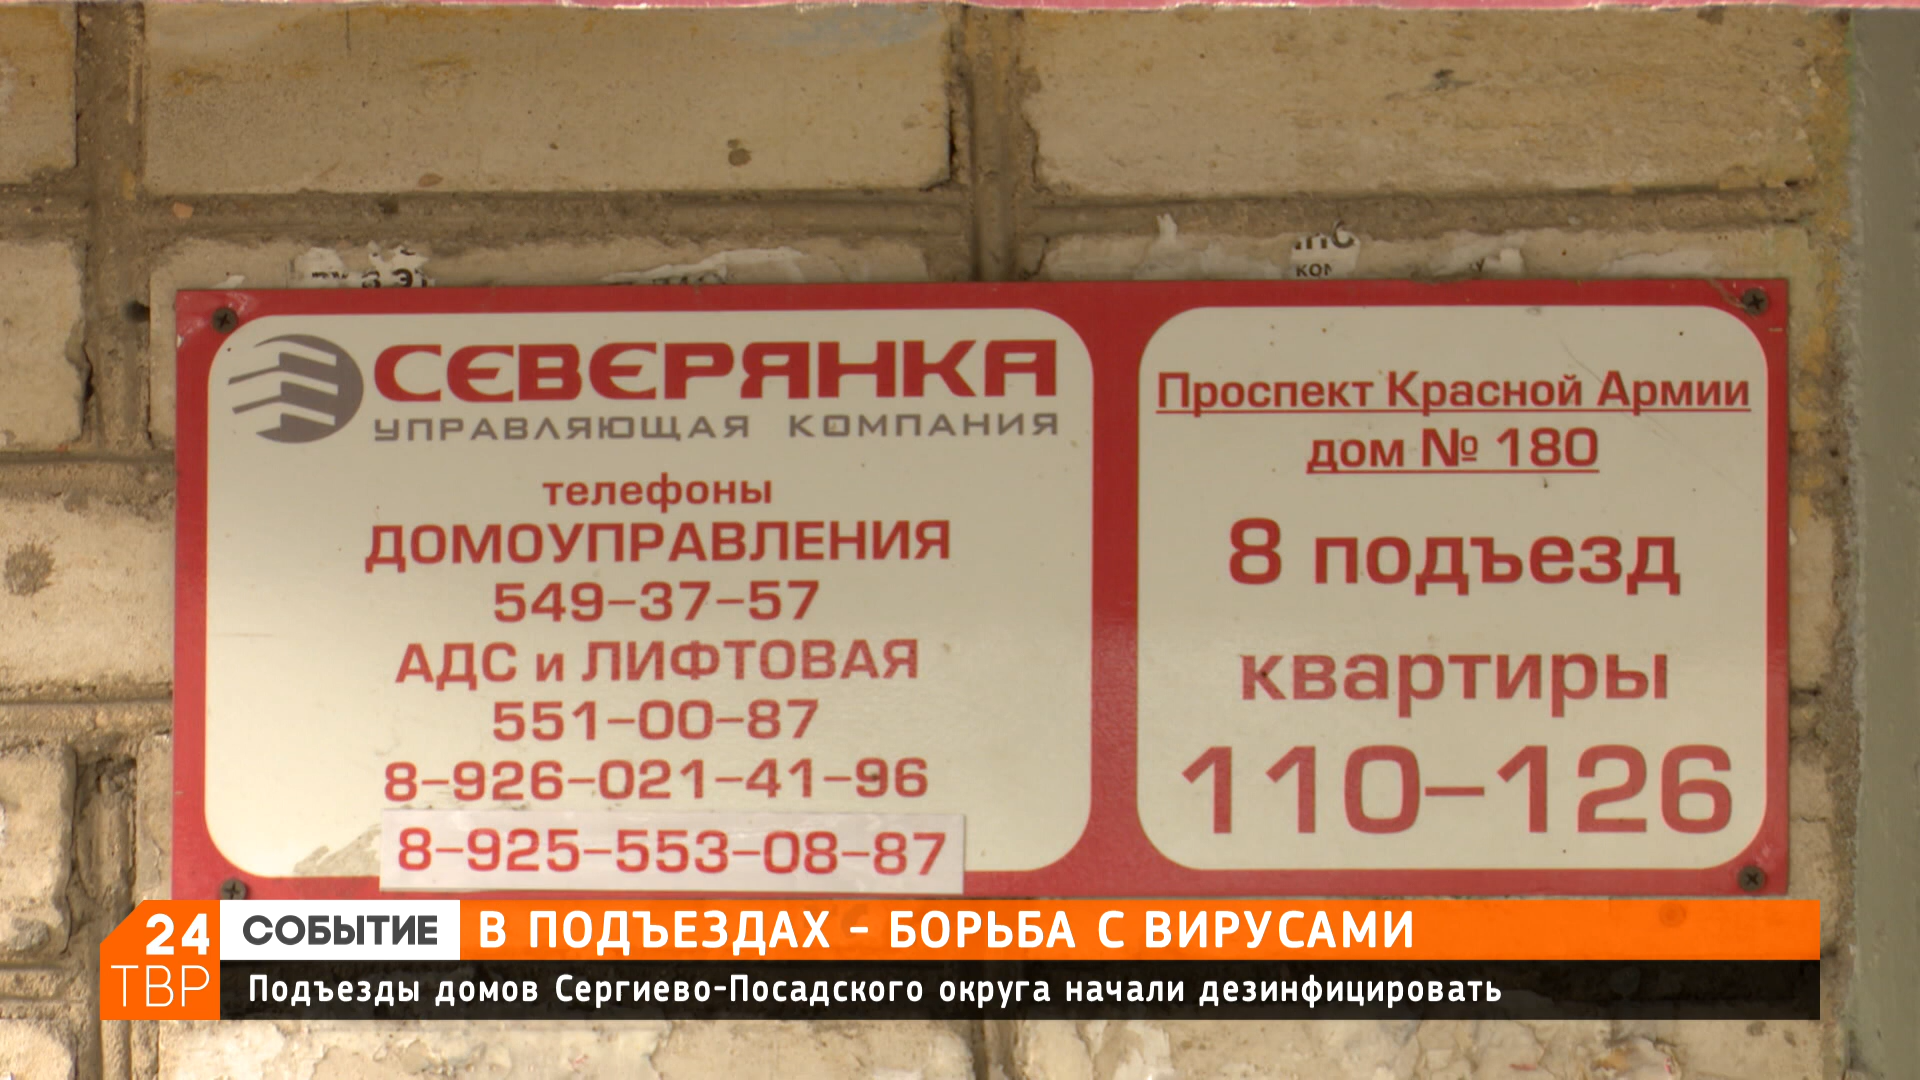 СЕВЕРЯНКА
УПРАВЛЯЮЩАЯ КОМПАНИЯ
телефоны
ДОМОУПРАВЛЕНИЯ
549-37-57
АДС и ЛИФТОВАЯ
551-00-87
8-926-021-41-96
8-925-553-08-87
Проспект Красной Армии
дом № 180
8 подъезд
квартиры
110-126
24
ТВР
СОБЫТИЕ
В ПОДЪЕЗДАХ - БОРЬБА С ВИРУСАМИ
Подъезды домов Сергиево-Посадского округа начали дезинфицировать